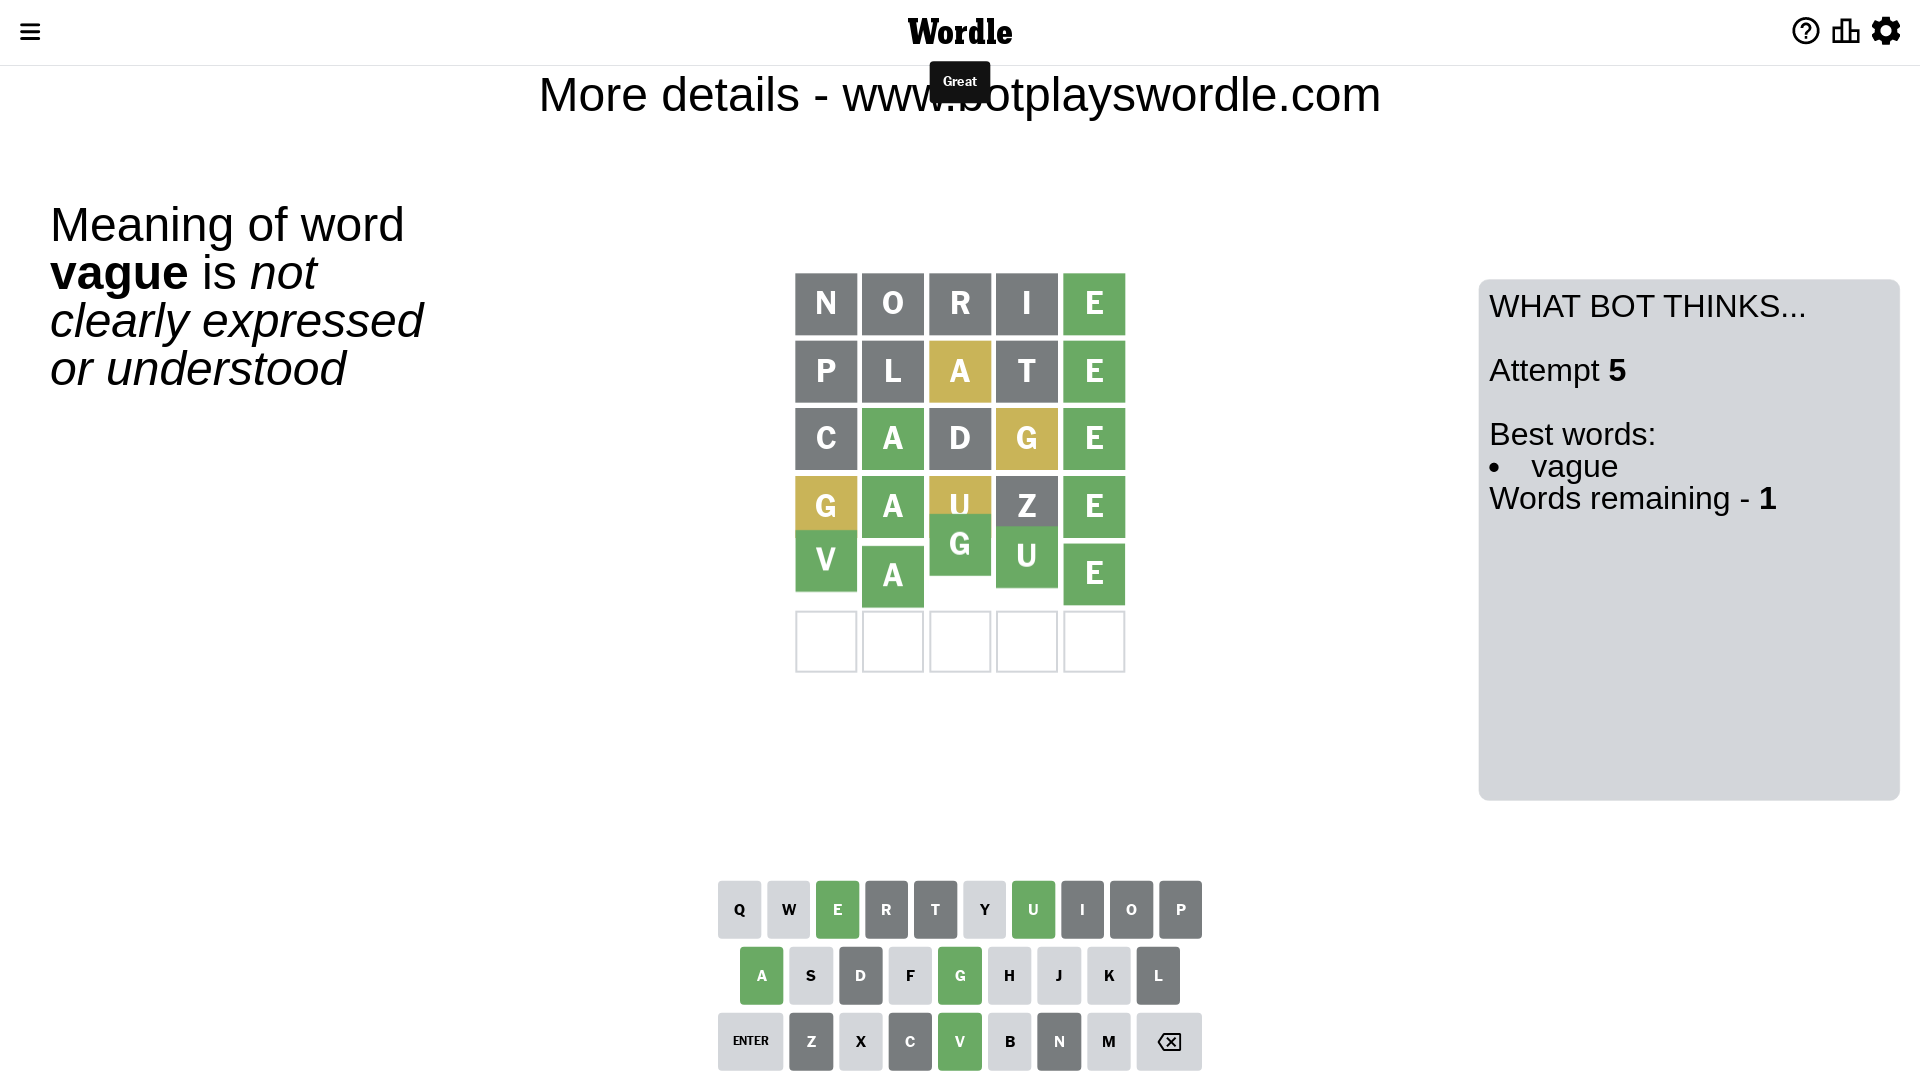 Wordle
Great
More details - www.botplayswordle.com
Meaning of word
vague is not
clearly expressed
or understood
N O R I E
P L A T E
C A D G E
G A U Z E
V A G U E
WHAT BOT THINKS...
Attempt 5
Best words:
• vague
Words remaining - 1
Q W E R T Y U I O P
A S D F G H J K L
ENTER Z X C V B N M